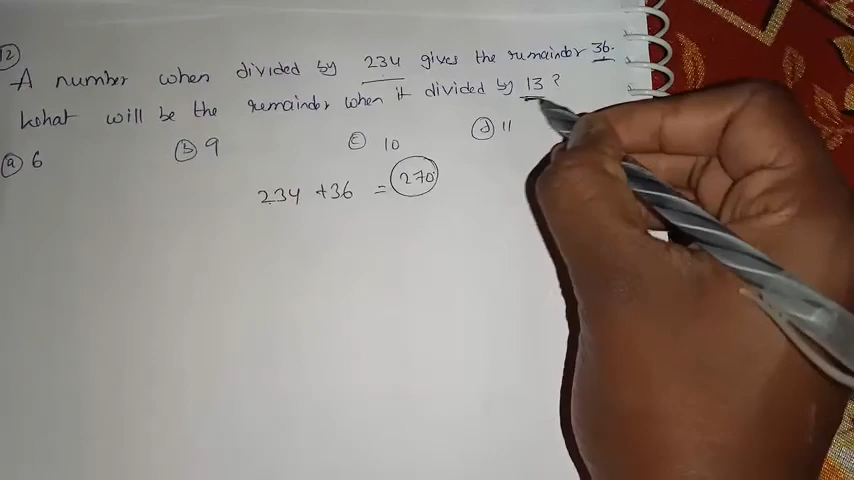 12
A number when divided by 234 gives the remainder 36.
What will be the remainder when it divided by 13 ?
(a) 6 (b) 9 (c) 10 (d) 11
234 + 36 = 270